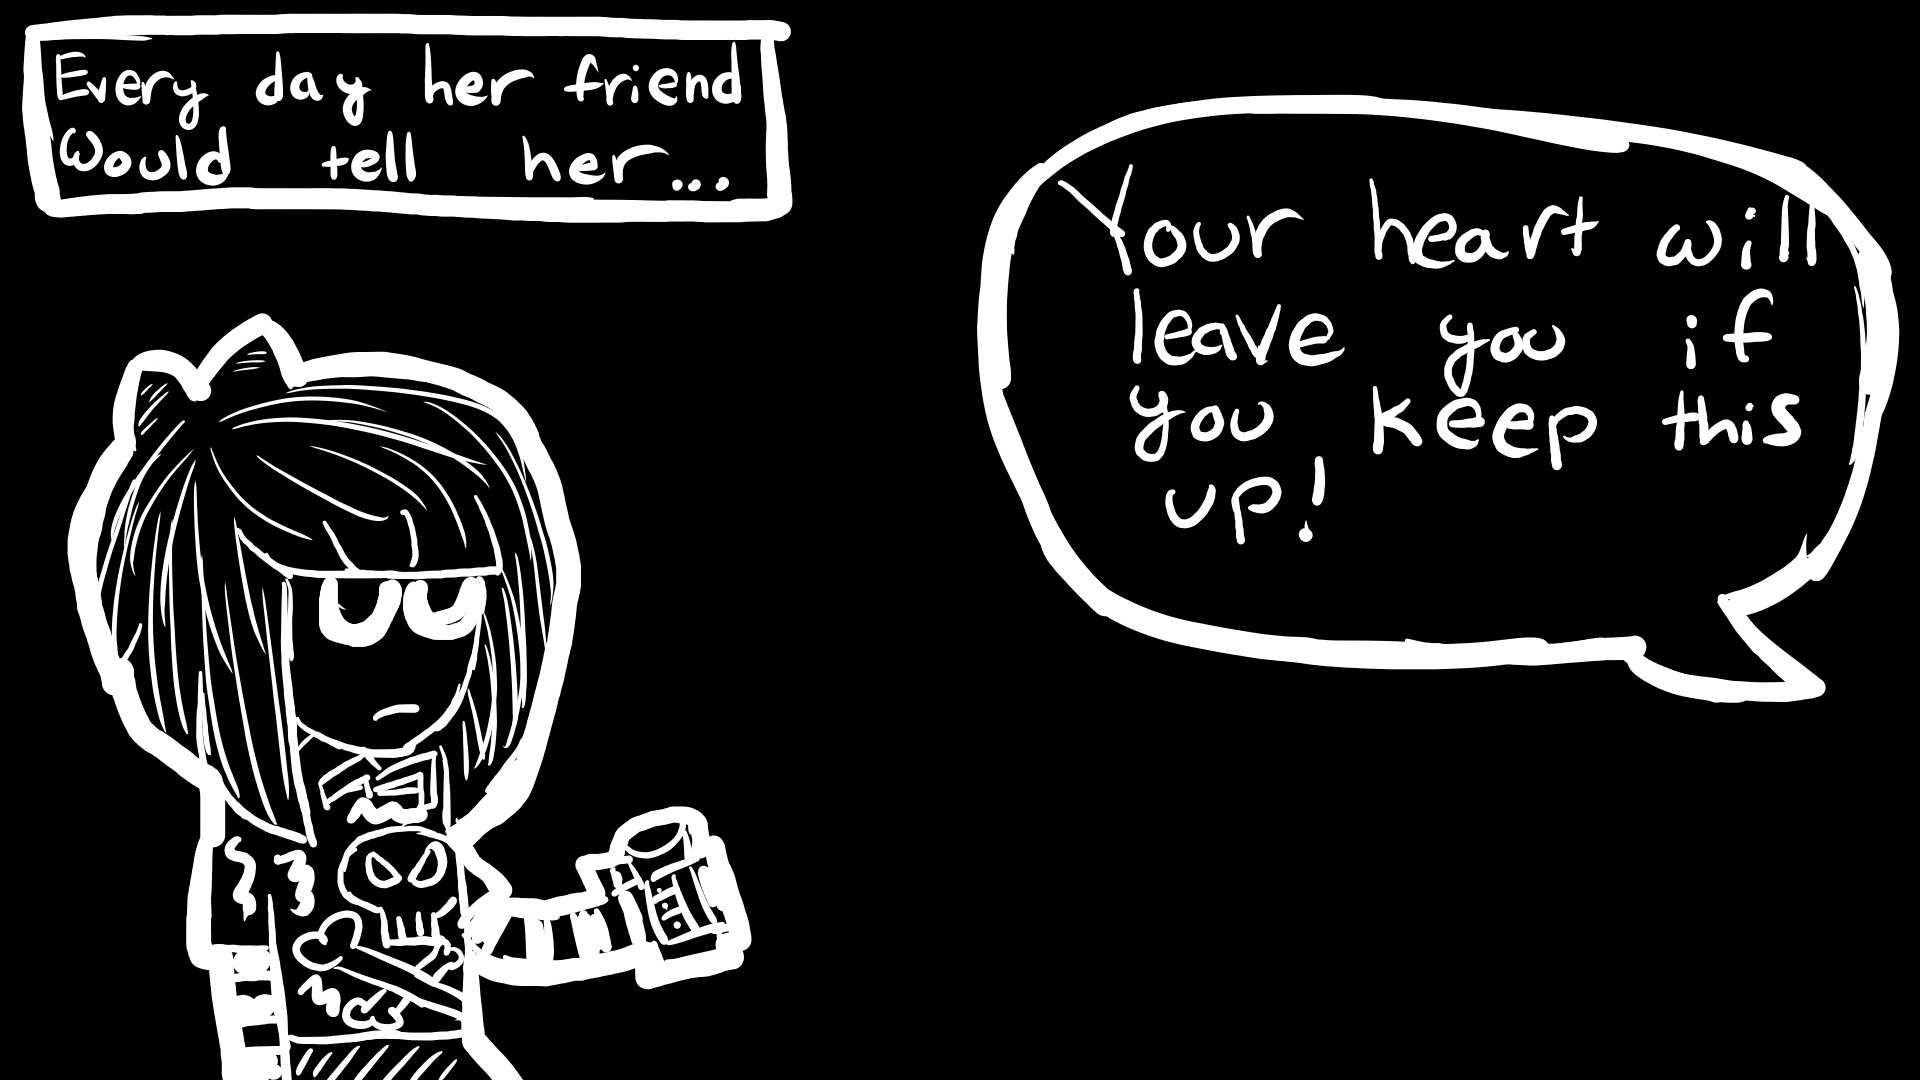 Every day her friend
Would tell her...
Your heart will
leave you if
you keep this
up!